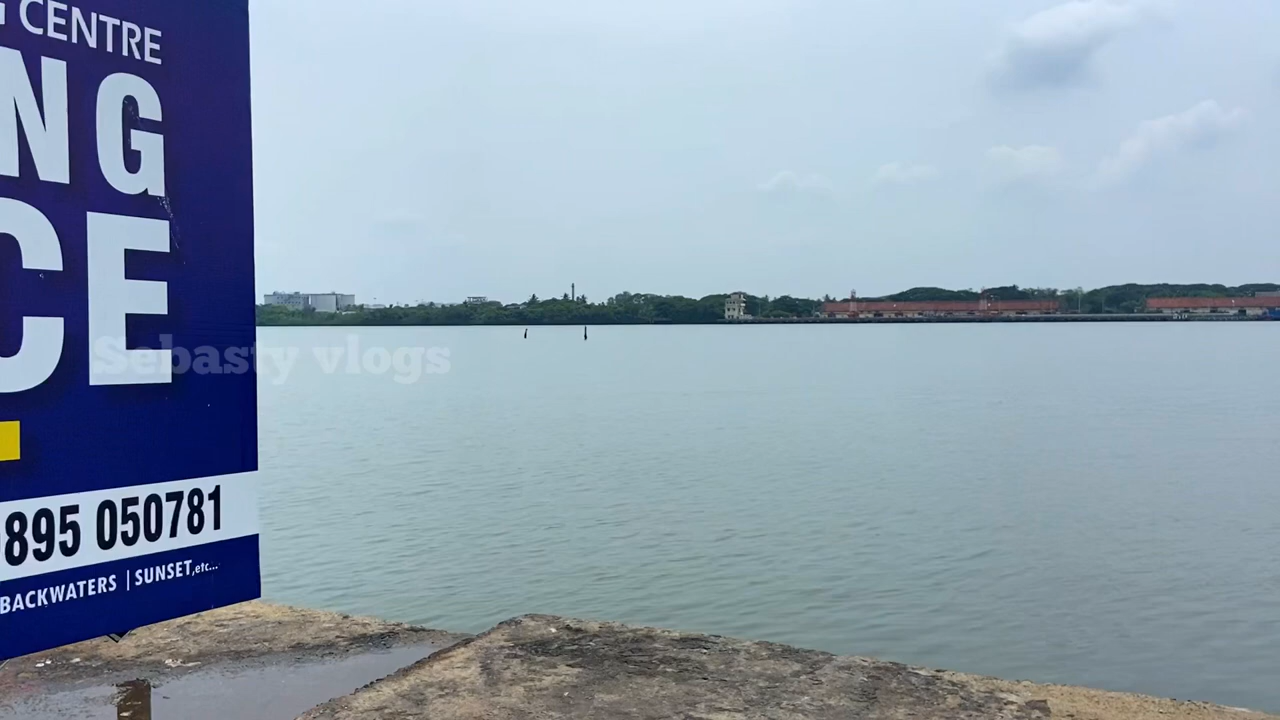 CENTRE
NG
CE
Sebasty vlogs
895 050781
BACKWATERS | SUNSET,etc...